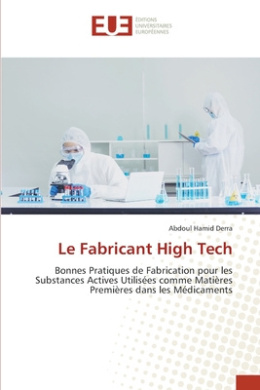 EUE
ÉDITIONS
UNIVERSITAIRES
EUROPÉENNES
Abdoul Hamid Derra
Le Fabricant High Tech
Bonnes Pratiques de Fabrication pour les
Substances Actives Utilisées comme Matières
Premières dans les Médicaments